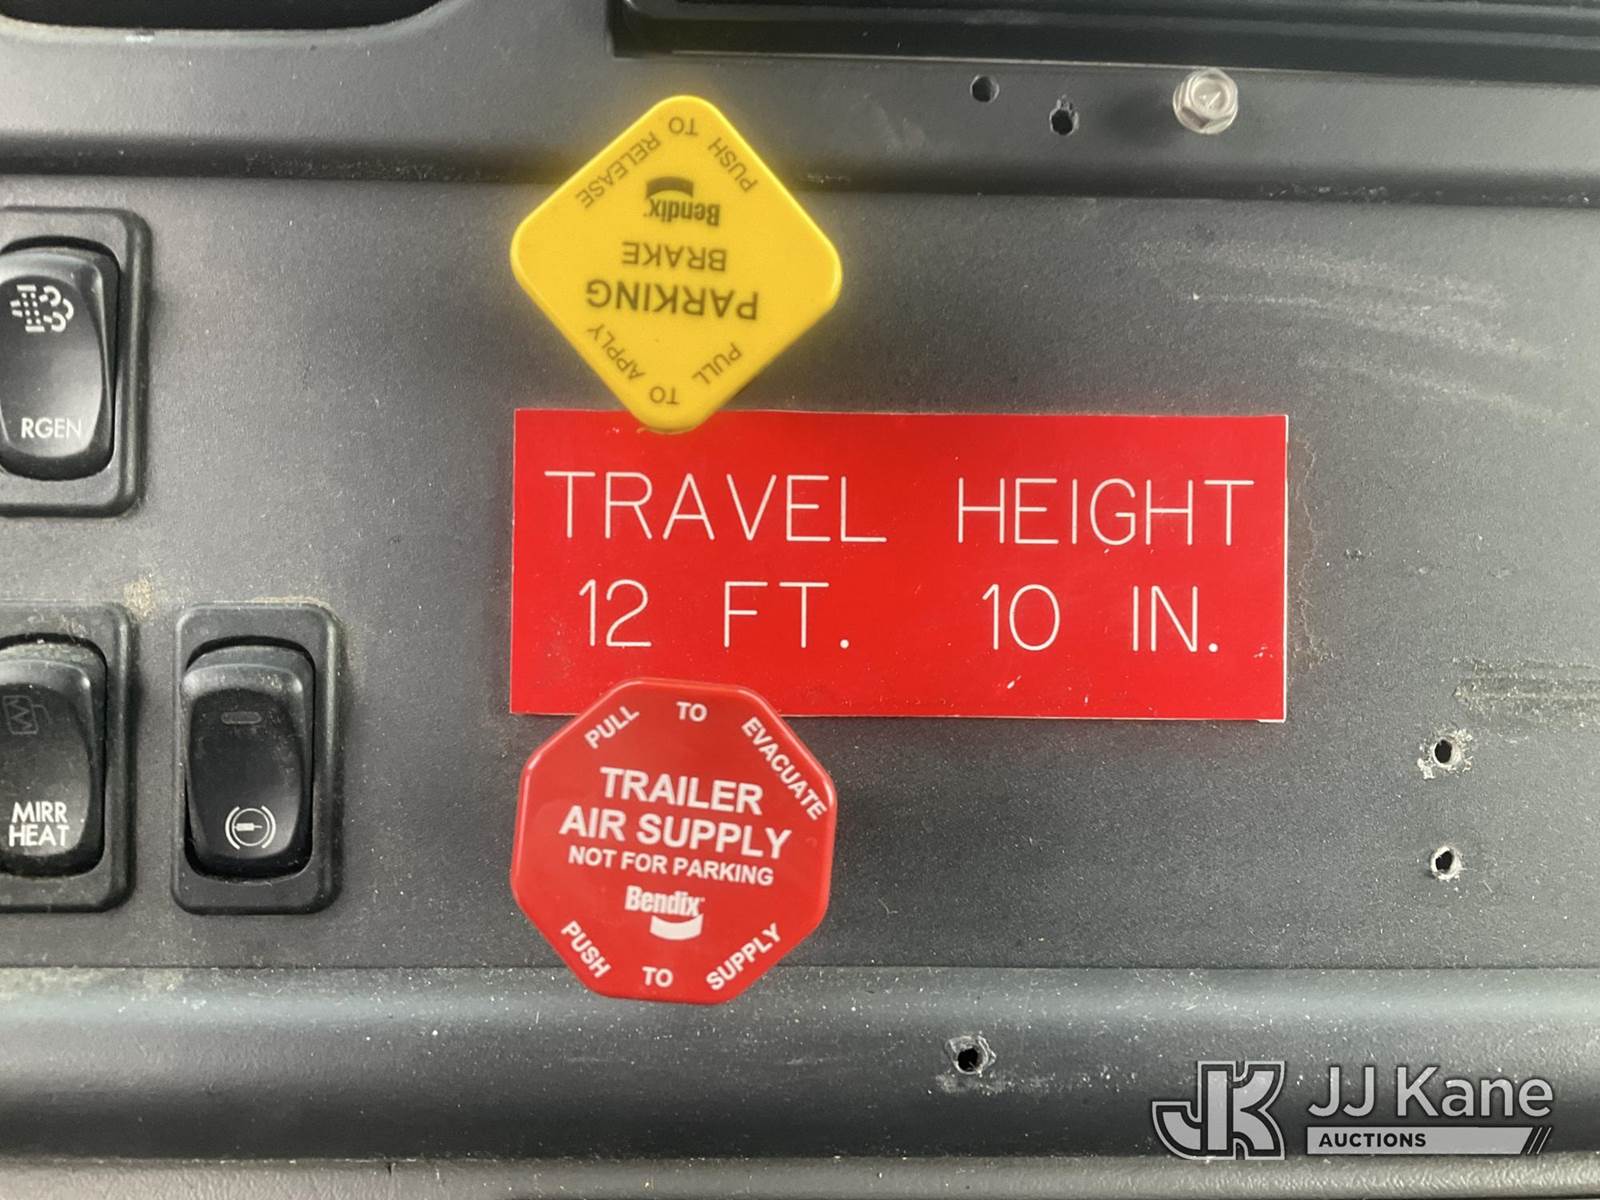 PUSH TO RELEASE
Bendix
PARKING
BRAKE
PULL TO APPLY
RGEN
TRAVEL HEIGHT
12 FT. 10 IN.
MIRR
HEAT
PULL TO EVACUATE
TRAILER
AIR SUPPLY
NOT FOR PARKING
Bendix
PUSH TO SUPPLY
JK JJ Kane
AUCTIONS